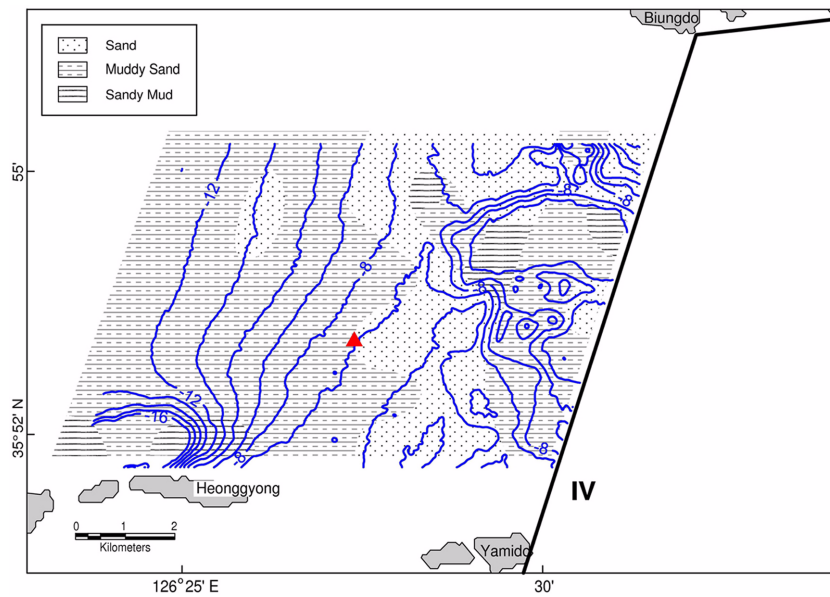 Biungdo
Sand
Muddy Sand
Sandy Mud
55'
-12
-8
-8
-8
-8
-12
-16
-8
-8
35° 52' N
IV
Heonggyong
0 1 2
Kilometers
Yamido
126° 25' E
30'